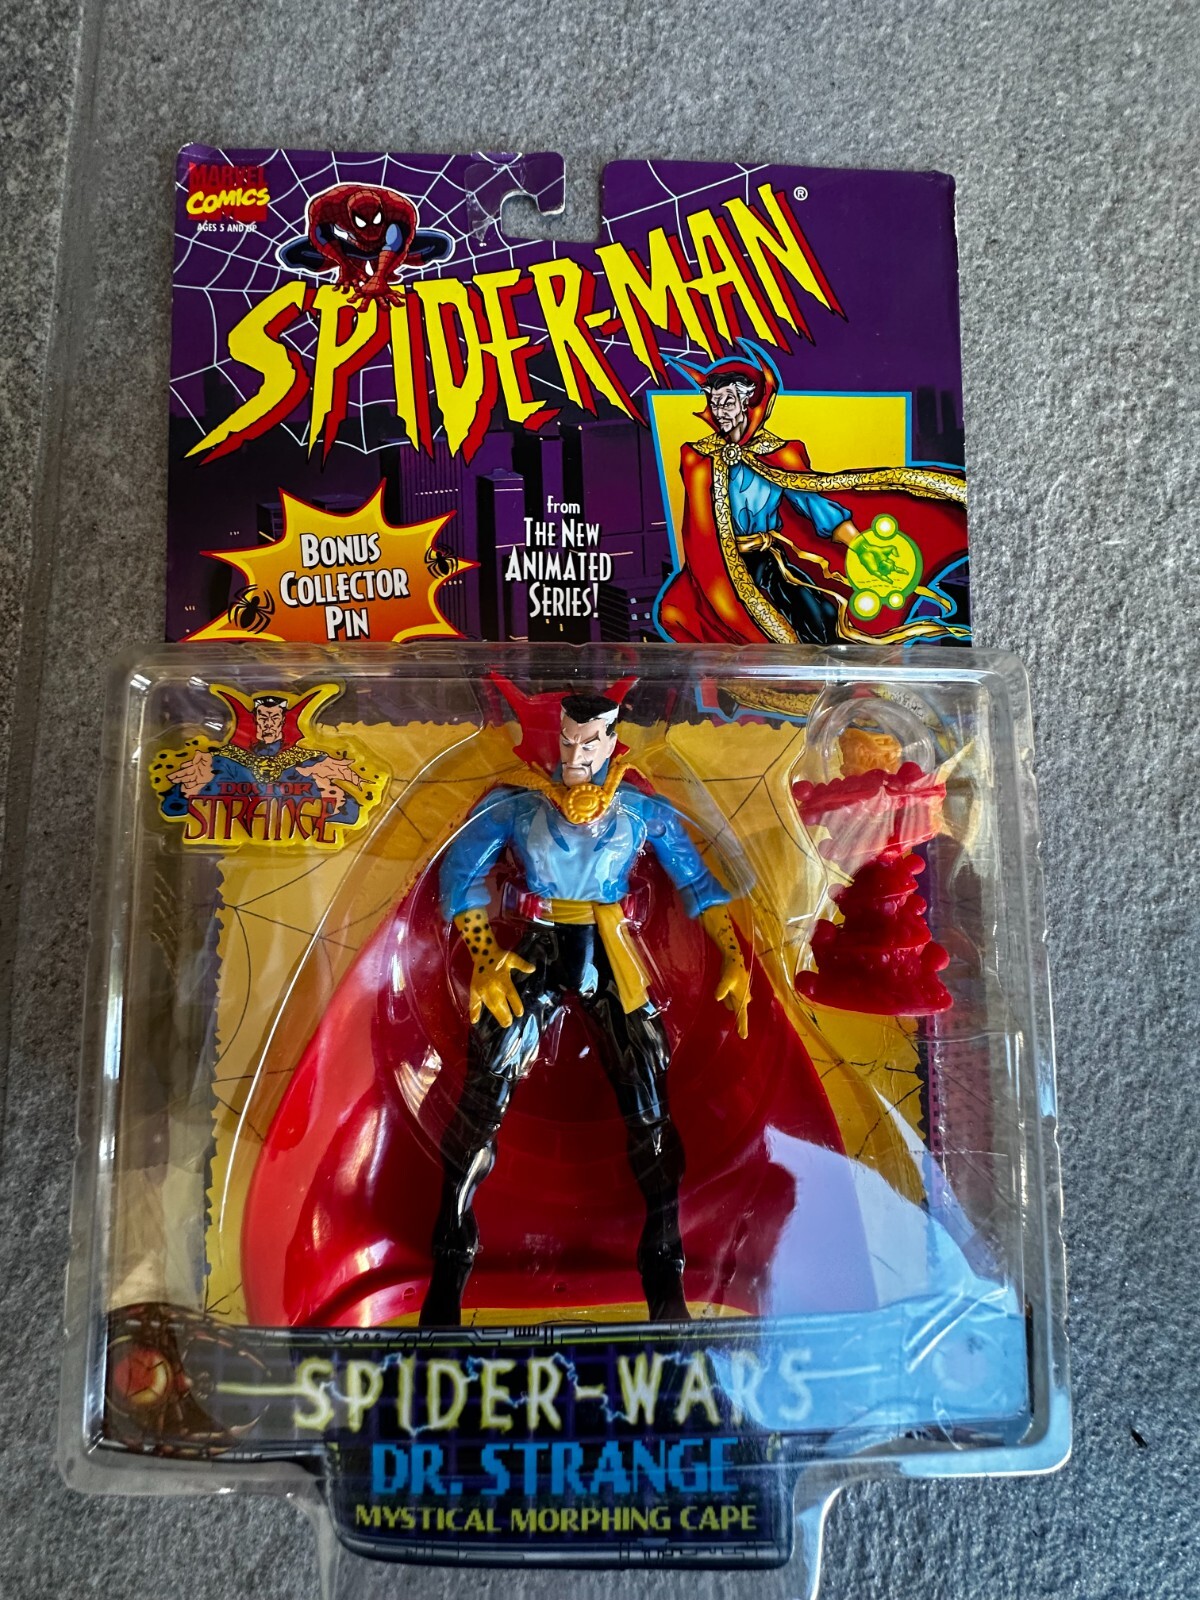 MARVEL
COMICS
AGES 5 AND UP
SPIDER-MAN®
BONUS
COLLECTOR
PIN
from
THE NEW
ANIMATED
SERIES!
DOCTOR
STRANGE
SPIDER-WARS
DR. STRANGE
MYSTICAL MORPHING CAPE